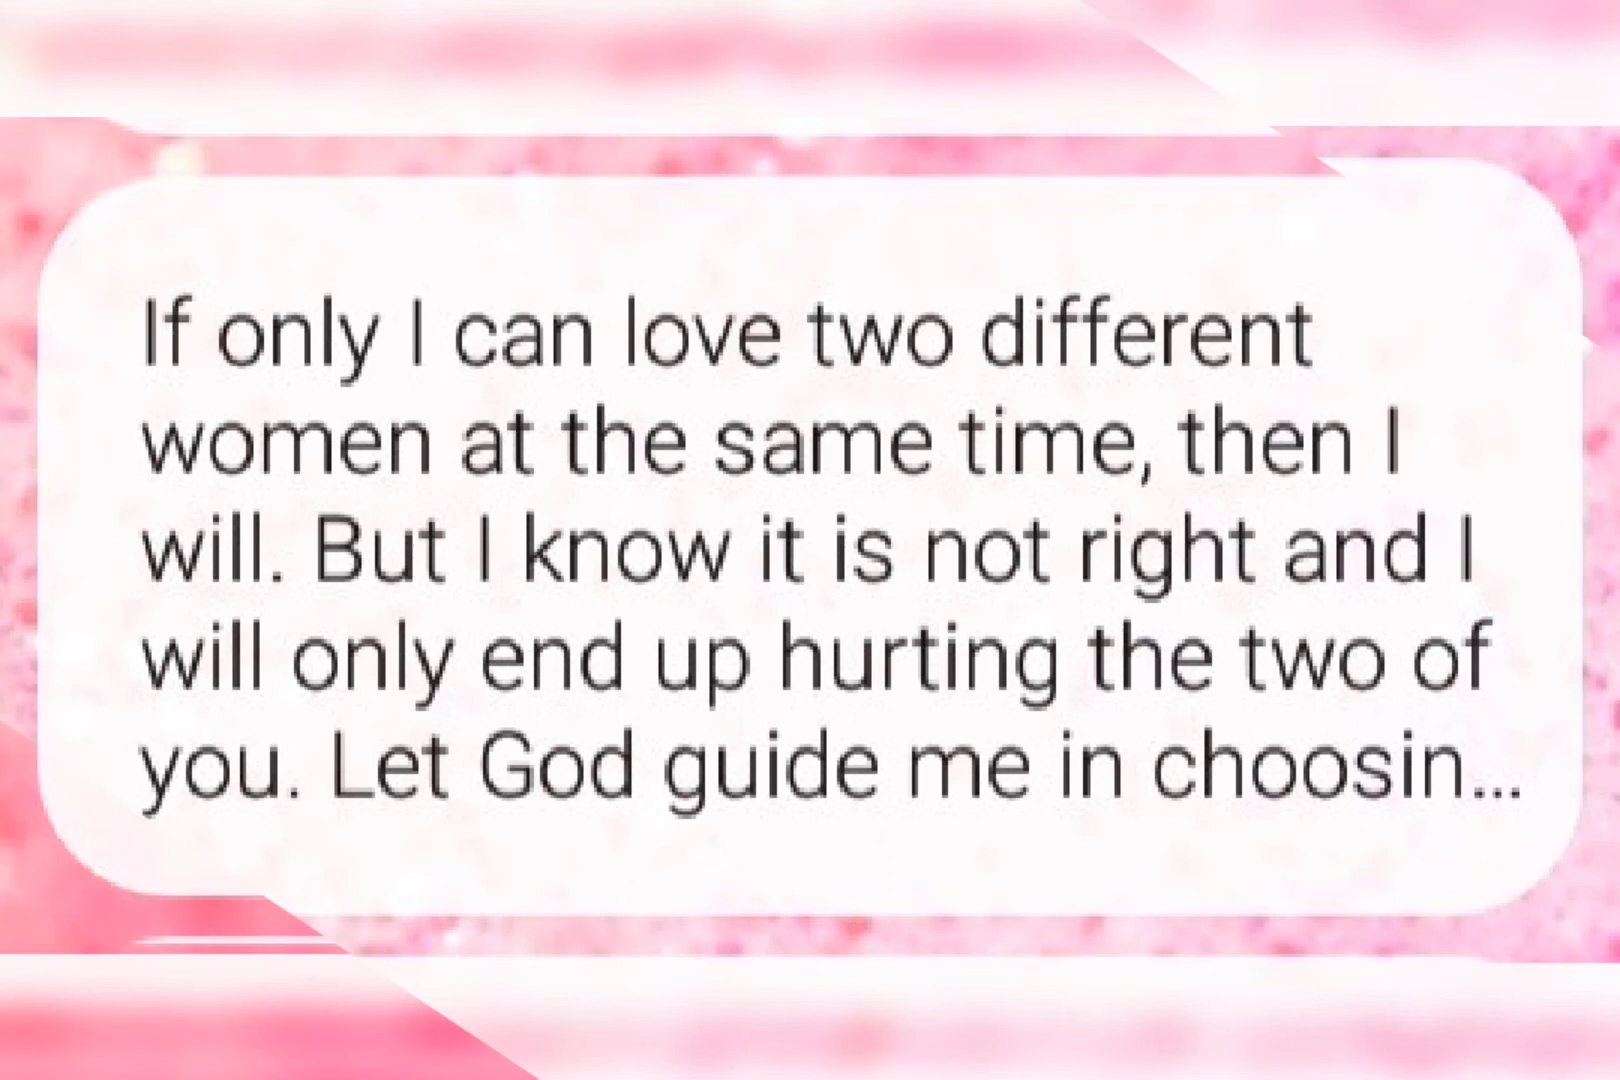 If only I can love two different
women at the same time, then I
will. But I know it is not right and I
will only end up hurting the two of
you. Let God guide me in choosin...